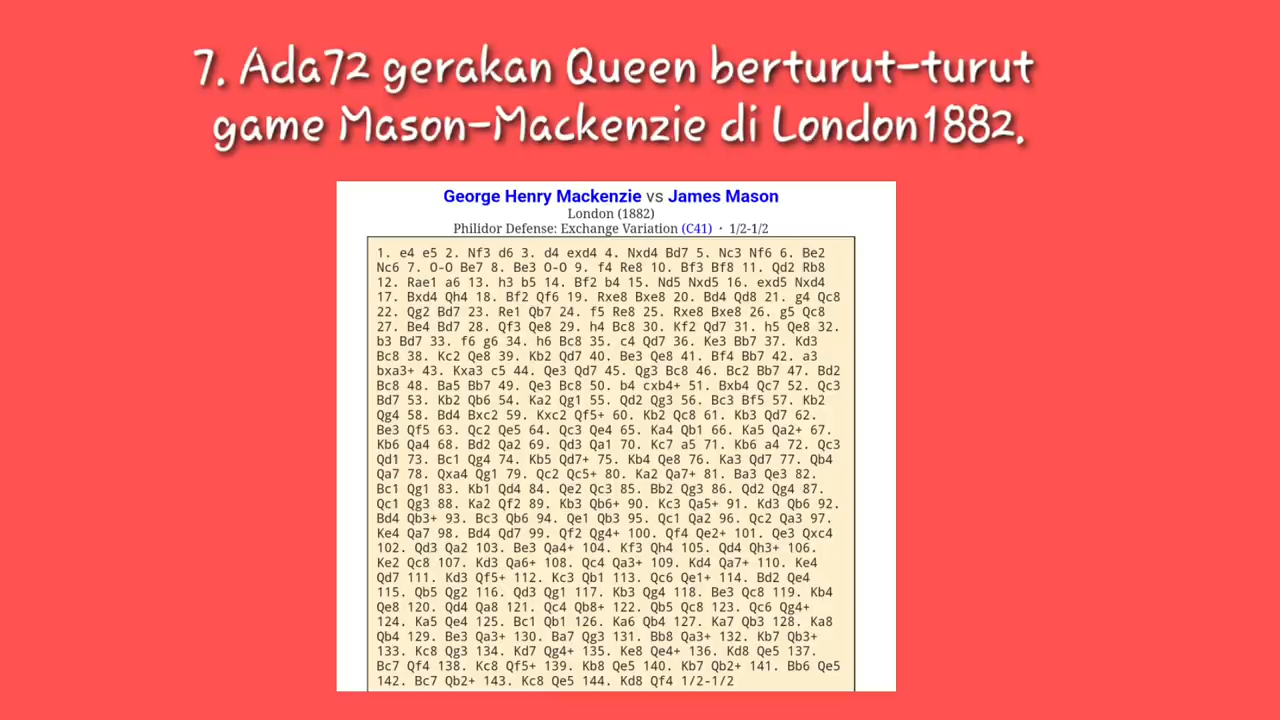 7. Ada72 gerakan Queen berturut-turut
game Mason-Mackenzie di London1882.
George Henry Mackenzie vs James Mason
London (1882)
Philidor Defense: Exchange Variation (C41) · 1/2-1/2
1. e4 e5 2. Nf3 d6 3. d4 exd4 4. Nxd4 Bd7 5. Nc3 Nf6 6. Be2
Nc6 7. O-O Be7 8. Be3 O-O 9. f4 Re8 10. Bf3 Bf8 11. Qd2 Rb8
12. Rae1 a6 13. h3 b5 14. Bf2 b4 15. Nd5 Nxd5 16. exd5 Nxd4
17. Bxd4 Qh4 18. Bf2 Qf6 19. Rxe8 Bxe8 20. Bd4 Qd8 21. g4 Qc8
22. Qg2 Bd7 23. Re1 Qb7 24. f5 Re8 25. Rxe8 Bxe8 26. g5 Qc8
27. Be4 Bd7 28. Qf3 Qe8 29. h4 Bc8 30. Kf2 Qd7 31. h5 Qe8 32.
b3 Bd7 33. f6 g6 34. h6 Bc8 35. c4 Qd7 36. Ke3 Bb7 37. Kd3
Bc8 38. Kc2 Qe8 39. Kb2 Qd7 40. Be3 Qe8 41. Bf4 Bb7 42. a3
bxa3+ 43. Kxa3 c5 44. Qe3 Qd7 45. Qg3 Bc8 46. Bc2 Bb7 47. Bd2
Bc8 48. Ba5 Bb7 49. Qe3 Bc8 50. b4 cxb4+ 51. Bxb4 Qc7 52. Qc3
Bd7 53. Kb2 Qb6 54. Ka2 Qg1 55. Qd2 Qg3 56. Bc3 Bf5 57. Kb2
Qg4 58. Bd4 Bxc2 59. Kxc2 Qf5+ 60. Kb2 Qc8 61. Kb3 Qd7 62.
Be3 Qf5 63. Qc2 Qe5 64. Qc3 Qe4 65. Ka4 Qb1 66. Ka5 Qa2+ 67.
Kb6 Qa4 68. Bd2 Qa2 69. Qd3 Qa1 70. Kc7 a5 71. Kb6 a4 72. Qc3
Qd1 73. Bc1 Qg4 74. Kb5 Qd7+ 75. Kb4 Qe8 76. Ka3 Qd7 77. Qb4
Qa7 78. Qxa4 Qg1 79. Qc2 Qc5+ 80. Ka2 Qa7+ 81. Ba3 Qe3 82.
Bc1 Qg1 83. Kb1 Qd4 84. Qe2 Qc3 85. Bb2 Qg3 86. Qd2 Qg4 87.
Qc1 Qg3 88. Ka2 Qf2 89. Kb3 Qb6+ 90. Kc3 Qa5+ 91. Kd3 Qb6 92.
Bd4 Qb3+ 93. Bc3 Qb6 94. Qe1 Qb3 95. Qc1 Qa2 96. Qc2 Qa3 97.
Ke4 Qa7 98. Bd4 Qd7 99. Qf2 Qg4+ 100. Qf4 Qe2+ 101. Qe3 Qxc4
102. Qd3 Qa2 103. Be3 Qa4+ 104. Kf3 Qh4 105. Qd4 Qh3+ 106.
Ke2 Qc8 107. Kd3 Qa6+ 108. Qc4 Qa3+ 109. Kd4 Qa7+ 110. Ke4
Qd7 111. Kd3 Qf5+ 112. Kc3 Qb1 113. Qc6 Qe1+ 114. Bd2 Qe4
115. Qb5 Qg2 116. Qd3 Qg1 117. Kb3 Qg4 118. Be3 Qc8 119. Kb4
Qe8 120. Qd4 Qa8 121. Qc4 Qb8+ 122. Qb5 Qc8 123. Qc6 Qg4+
124. Ka5 Qe4 125. Bc1 Qb1 126. Ka6 Qb4 127. Ka7 Qb3 128. Ka8
Qb4 129. Be3 Qa3+ 130. Ba7 Qg3 131. Bb8 Qa3+ 132. Kb7 Qb3+
133. Kc8 Qg3 134. Kd7 Qg4+ 135. Ke8 Qe4+ 136. Kd8 Qe5 137.
Bc7 Qf4 138. Kc8 Qf5+ 139. Kb8 Qe5 140. Kb7 Qb2+ 141. Bb6 Qe5
142. Bc7 Qb2+ 143. Kc8 Qe5 144. Kd8 Qf4 1/2-1/2